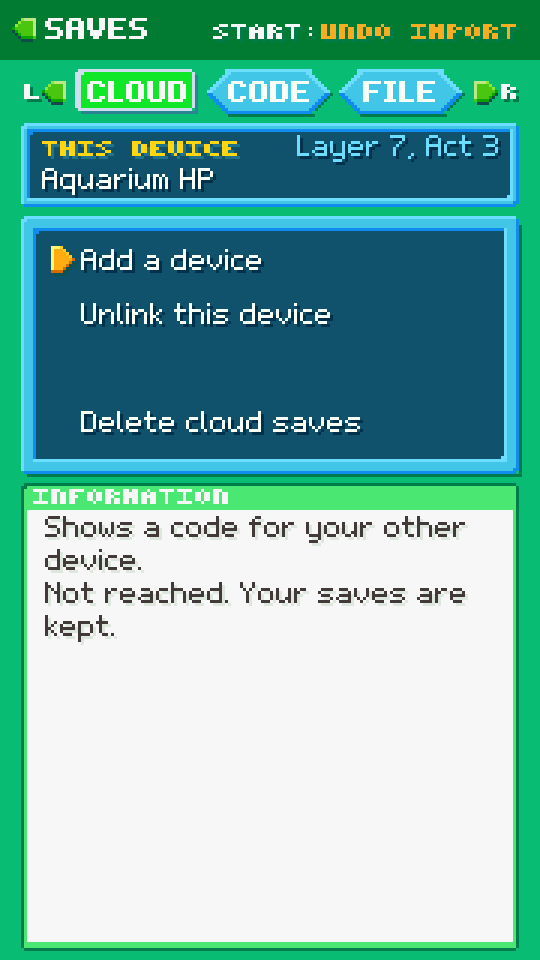 SAVES
START:UNDO IMPORT
L CLOUD CODE FILE R
THIS DEVICE
Layer 7, Act 3
Aquarium HP
Add a device
Unlink this device
Delete cloud saves
INFORMATION
Shows a code for your other
device.
Not reached. Your saves are
kept.